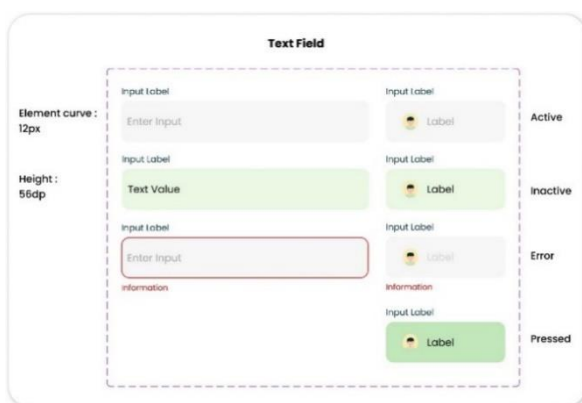 Text Field
Input Label Input Label
Element curve :
12px
Enter Input Label Active
Input Label Input Label
Height :
56dp
Text Value Label Inactive
Input Label Input Label
Enter Input Label Error
Information Information
Input Label
Label Pressed